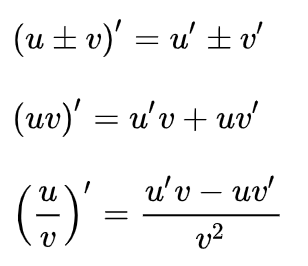 (u ± v)′ = u′ ± v′
(uv)′ = u′v + uv′
(u/v)′ = (u′v − uv′)/v²